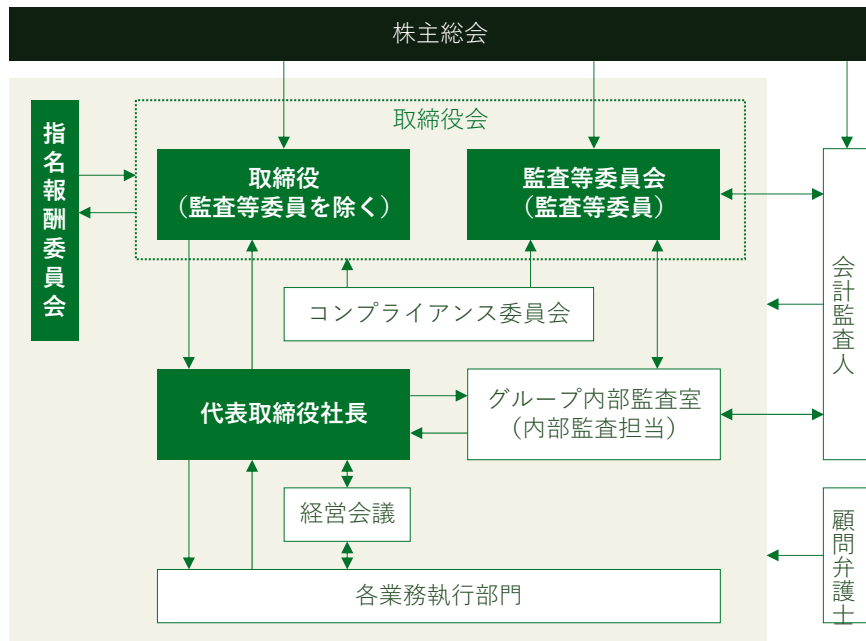 株主総会
取締役会
指名報酬委員会
取締役
（監査等委員を除く）
監査等委員会
（監査等委員）
会計監査人
コンプライアンス委員会
代表取締役社長
グループ内部監査室
（内部監査担当）
経営会議
顧問弁護士
各業務執行部門